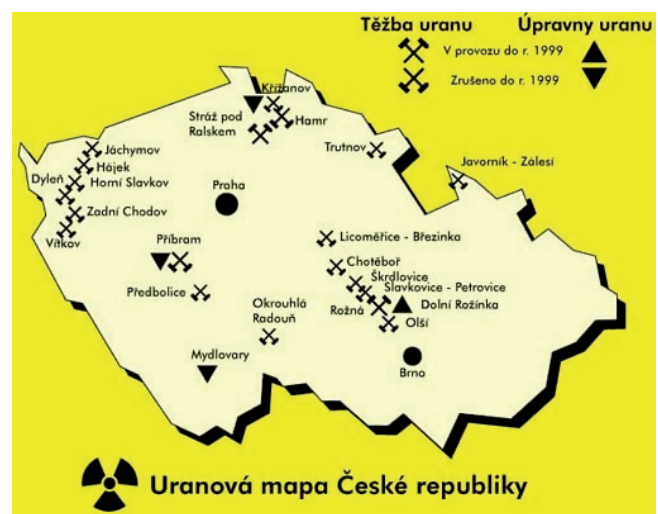 Těžba uranu
Úpravny uranu
V provozu do r. 1999
Zrušeno do r. 1999
Křížanov
Stráž pod
Ralskem
Hamr
Trutnov
Jáchymov
Hájek
Dyleň
Horní Slavkov
Javorník - Zálesí
Praha
Zadní Chodov
Vítkov
Příbram
Licoměřice - Březinka
Chotěboř
Škrdlovice
Slavkovice - Petrovice
Předbolice
Okrouhlá
Radouň
Rožná
Dolní Rožínka
Olší
Mydlovary
Brno
Uranová mapa České republiky